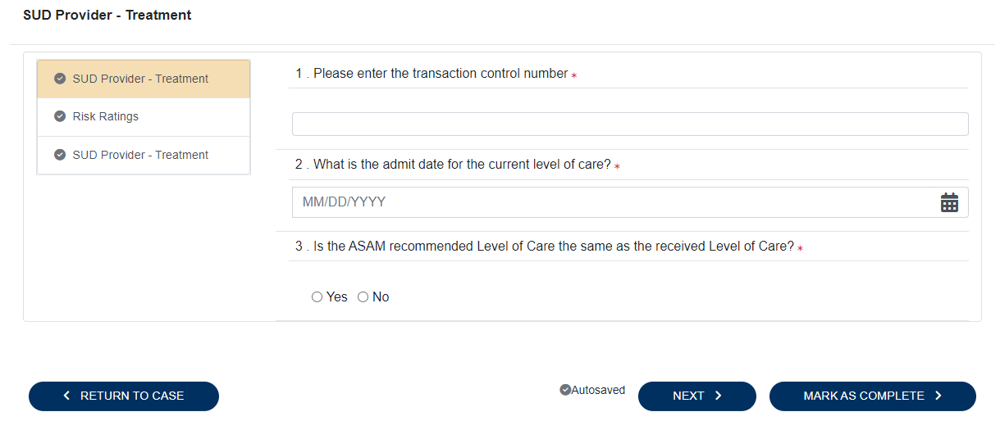 SUD Provider - Treatment
SUD Provider - Treatment
Risk Ratings
SUD Provider - Treatment
1 . Please enter the transaction control number *
2 . What is the admit date for the current level of care? *
MM/DD/YYYY
3 . Is the ASAM recommended Level of Care the same as the received Level of Care? *
Yes No
RETURN TO CASE
Autosaved
NEXT
MARK AS COMPLETE